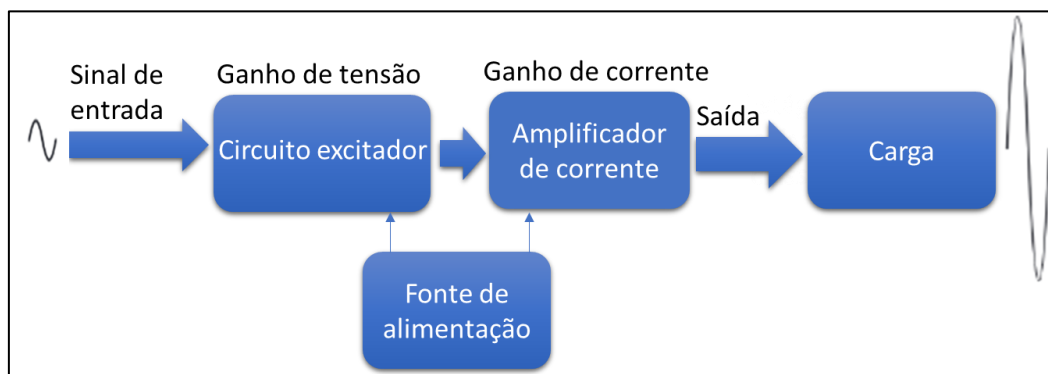 Sinal de
entrada
Ganho de tensão
Circuito excitador
Ganho de corrente
Amplificador
de corrente
Saída
Carga
Fonte de
alimentação